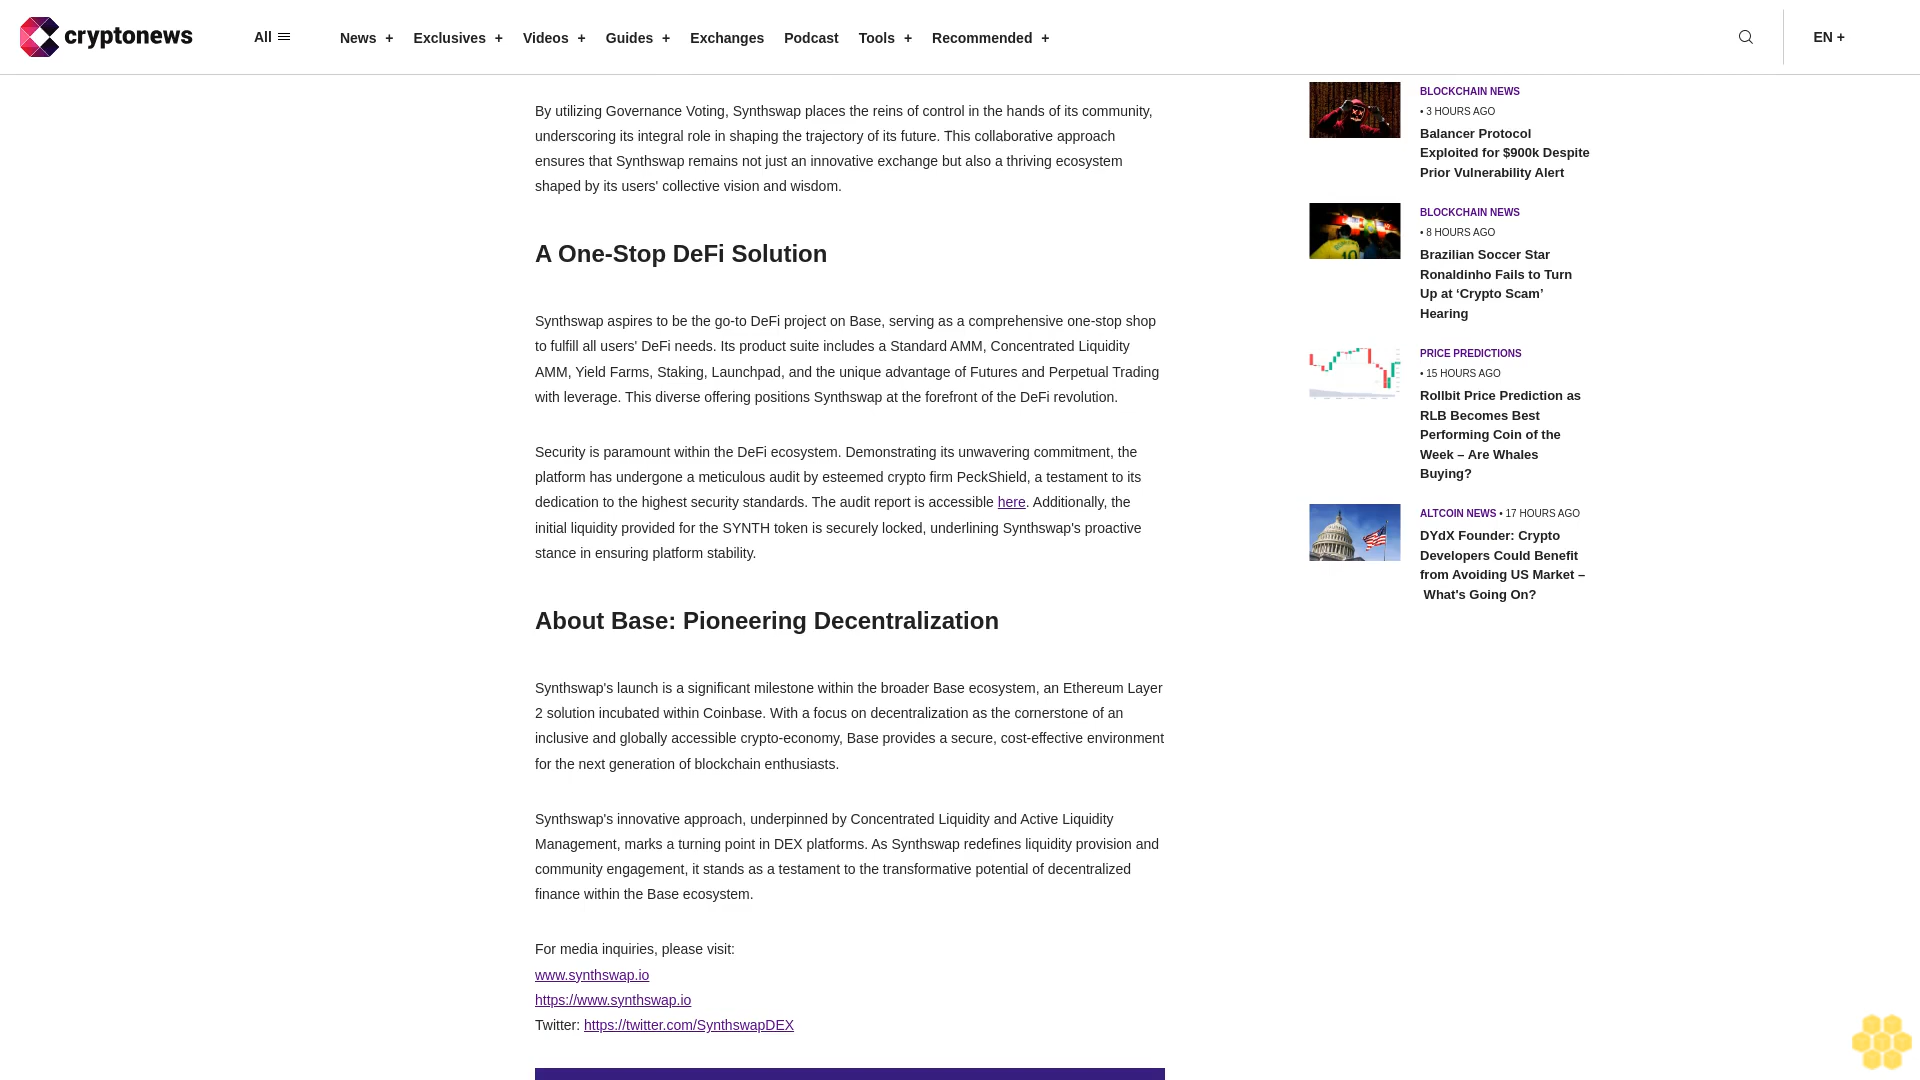 cryptonews
All
News +
Exclusives +
Videos +
Guides +
Exchanges
Podcast
Tools +
Recommended +
EN +
By utilizing Governance Voting, Synthswap places the reins of control in the hands of its community,
underscoring its integral role in shaping the trajectory of its future. This collaborative approach
ensures that Synthswap remains not just an innovative exchange but also a thriving ecosystem
shaped by its users' collective vision and wisdom.
A One-Stop DeFi Solution
Synthswap aspires to be the go-to DeFi project on Base, serving as a comprehensive one-stop shop
to fulfill all users' DeFi needs. Its product suite includes a Standard AMM, Concentrated Liquidity
AMM, Yield Farms, Staking, Launchpad, and the unique advantage of Futures and Perpetual Trading
with leverage. This diverse offering positions Synthswap at the forefront of the DeFi revolution.
Security is paramount within the DeFi ecosystem. Demonstrating its unwavering commitment, the
platform has undergone a meticulous audit by esteemed crypto firm PeckShield, a testament to its
dedication to the highest security standards. The audit report is accessible here. Additionally, the
initial liquidity provided for the SYNTH token is securely locked, underlining Synthswap's proactive
stance in ensuring platform stability.
About Base: Pioneering Decentralization
Synthswap's launch is a significant milestone within the broader Base ecosystem, an Ethereum Layer
2 solution incubated within Coinbase. With a focus on decentralization as the cornerstone of an
inclusive and globally accessible crypto-economy, Base provides a secure, cost-effective environment
for the next generation of blockchain enthusiasts.
Synthswap's innovative approach, underpinned by Concentrated Liquidity and Active Liquidity
Management, marks a turning point in DEX platforms. As Synthswap redefines liquidity provision and
community engagement, it stands as a testament to the transformative potential of decentralized
finance within the Base ecosystem.
For media inquiries, please visit:
www.synthswap.io
https://www.synthswap.io
Twitter: https://twitter.com/SynthswapDEX
BLOCKCHAIN NEWS
• 3 HOURS AGO
Balancer Protocol
Exploited for $900k Despite
Prior Vulnerability Alert
BLOCKCHAIN NEWS
• 8 HOURS AGO
Brazilian Soccer Star
Ronaldinho Fails to Turn
Up at ‘Crypto Scam’
Hearing
PRICE PREDICTIONS
• 15 HOURS AGO
Rollbit Price Prediction as
RLB Becomes Best
Performing Coin of the
Week – Are Whales
Buying?
ALTCOIN NEWS • 17 HOURS AGO
DYdX Founder: Crypto
Developers Could Benefit
from Avoiding US Market –
What's Going On?